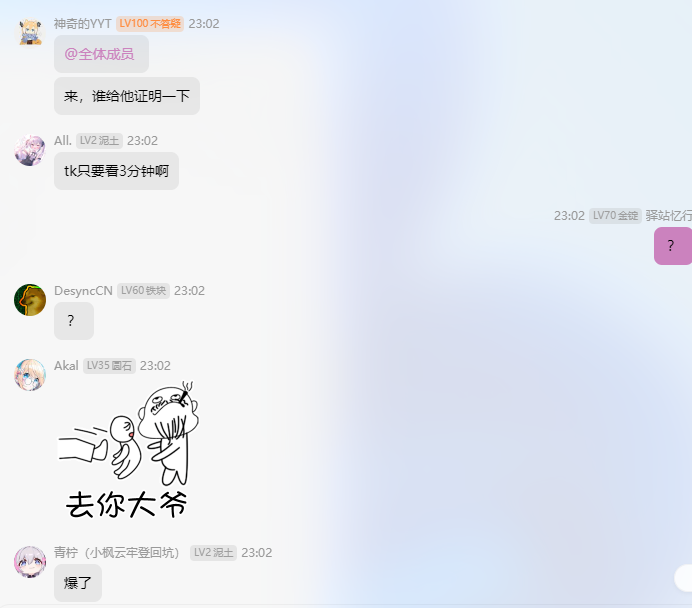 神奇的YYT LV100 不答疑 23:02
@全体成员
来，谁给他证明一下
All. LV2 泥土 23:02
tk只要看3分钟啊
23:02 LV70 金锭 驿站忆行
？
DesyncCN LV60 铁块 23:02
？
Akal LV35 圆石 23:02
去你大爷
青柠（小枫云牢登回坑） LV2 泥土 23:02
爆了